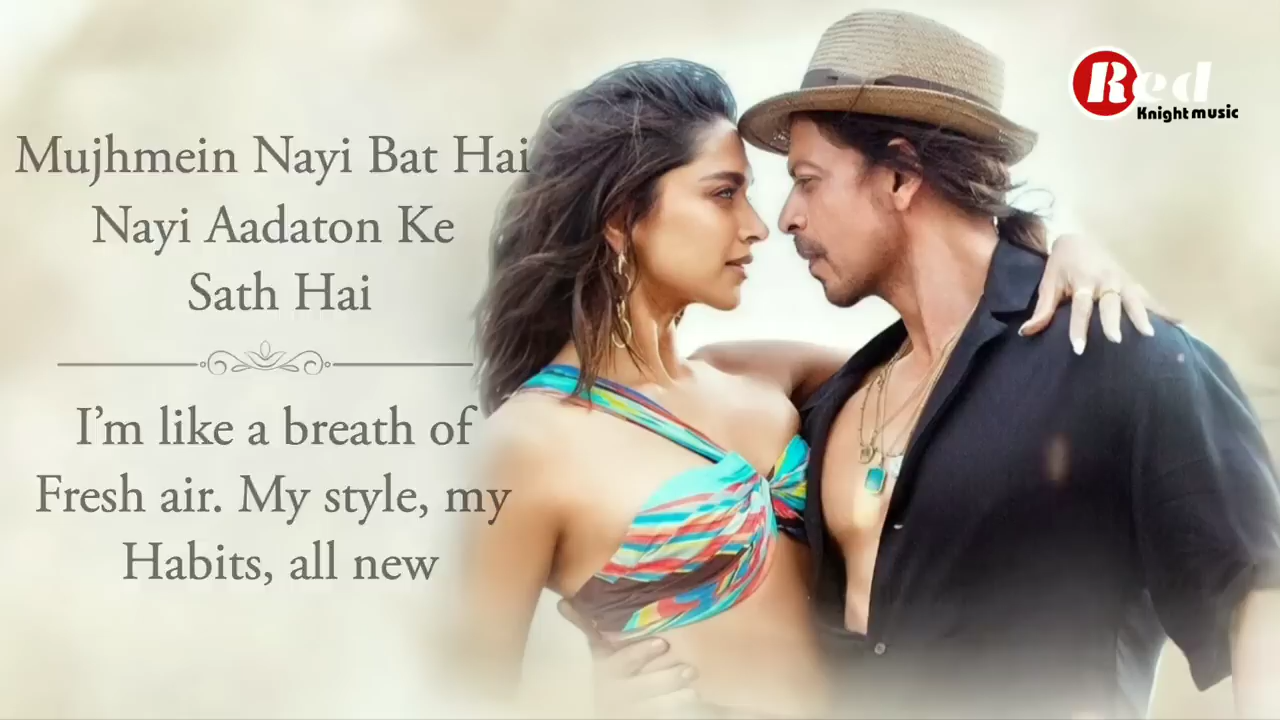 Red
Knight music
Mujhmein Nayi Bat Hai
Nayi Aadaton Ke
Sath Hai
I'm like a breath of
Fresh air. My style, my
Habits, all new